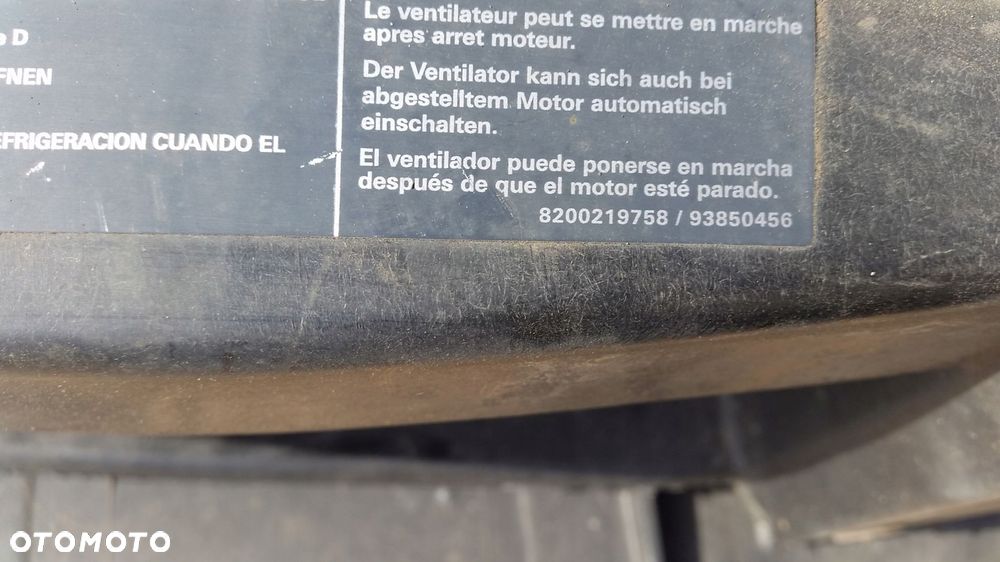 D
FNEN
EFRIGERACION CUANDO EL
Le ventilateur peut se mettre en marche
apres arret moteur.
Der Ventilator kann sich auch bei
abgestelltem Motor automatisch
einschalten.
El ventilador puede ponerse en marcha
después de que el motor esté parado.
8200219758 / 93850456
OTOMOTO